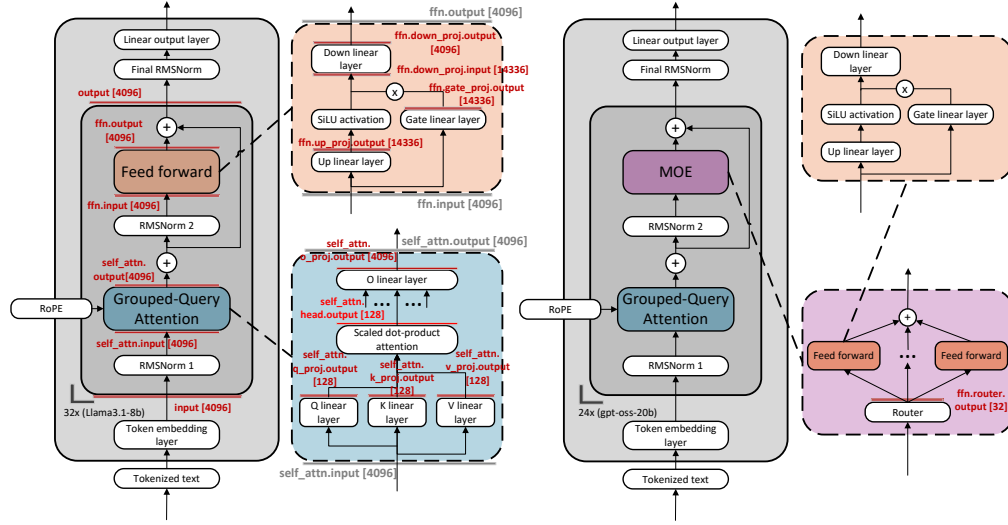 Linear output layer
Final RMSNorm
output [4096]
ffn.output
[4096]
Feed forward
ffn.input [4096]
RMSNorm 2
self_attn.
output[4096]
RoPE
Grouped-Query
Attention
self_attn.input [4096]
RMSNorm 1
32x (Llama3.1-8b)
input [4096]
Token embedding
layer
Tokenized text
ffn.output [4096]
ffn.down_proj.output
[4096]
Down linear
layer
ffn.down_proj.input [14336]
x
ffn.gate_proj.output
[14336]
SiLU activation
Gate linear layer
ffn.up_proj.output [14336]
Up linear layer
ffn.input [4096]
self_attn.output [4096]
self_attn.
o_proj.output[4096]
O linear layer
... ...
self_attn.
head.output [128]
Scaled dot-product
attention
self_attn.
q_proj.output
[128]
self_attn.
k_proj.output
[128]
self_attn.
v_proj.output
[128]
Q linear
layer
K linear
layer
V linear
layer
self_attn.input [4096]
Linear output layer
Final RMSNorm
MOE
RMSNorm 2
RoPE
Grouped-Query
Attention
RMSNorm 1
24x (gpt-oss-20b)
Token embedding
layer
Tokenized text
Down linear
layer
x
SiLU activation
Gate linear layer
Up linear layer
Feed forward
...
Feed forward
...
ffn.router.
output [32]
Router